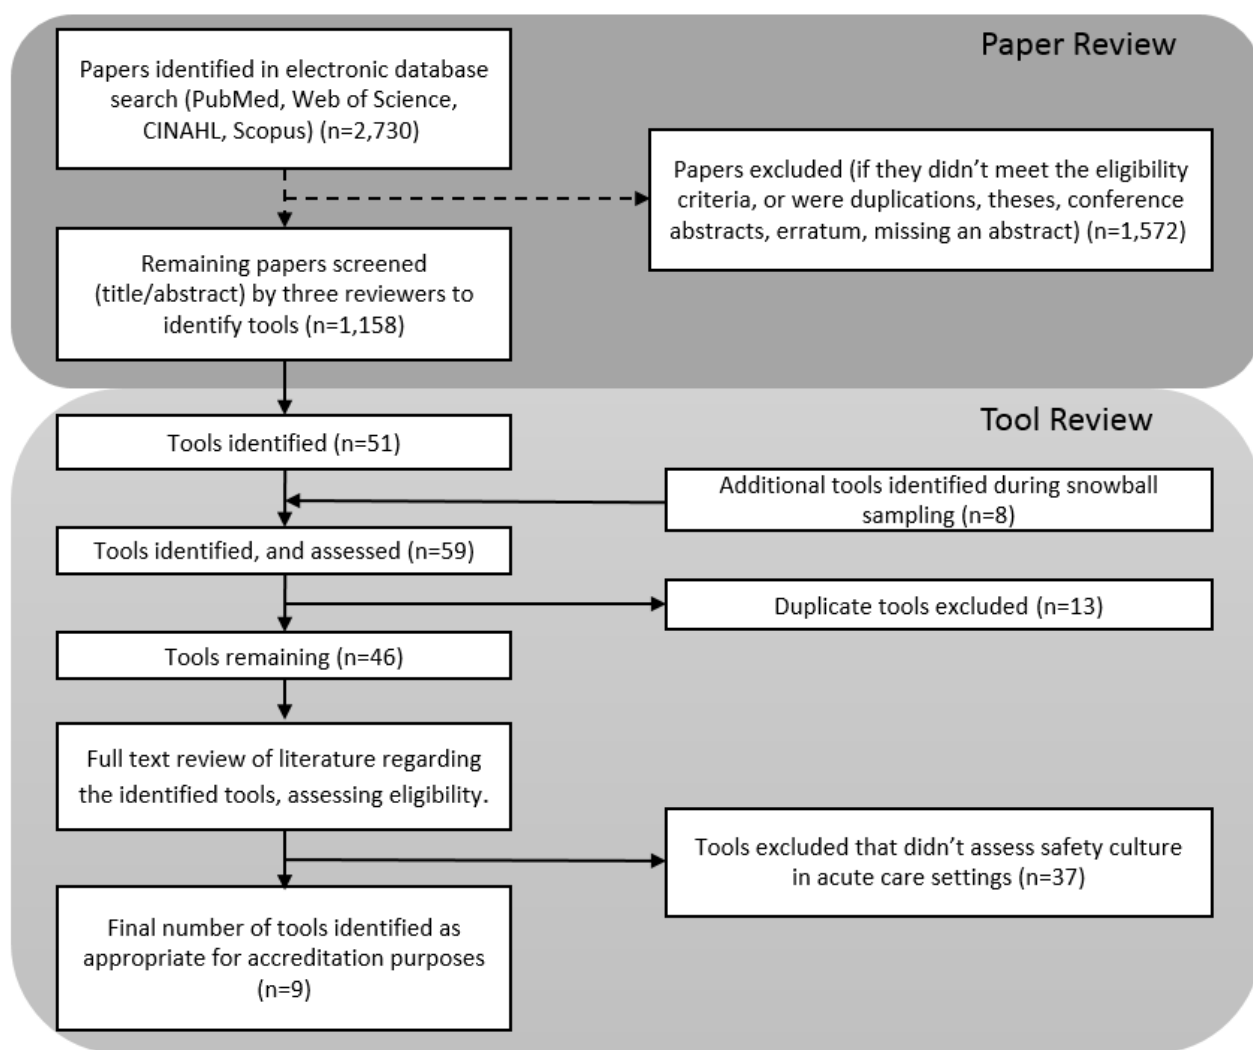 Paper Review
Papers identified in electronic database
search (PubMed, Web of Science,
CINAHL, Scopus) (n=2,730)
Papers excluded (if they didn’t meet the eligibility
criteria, or were duplications, theses, conference
abstracts, erratum, missing an abstract) (n=1,572)
Remaining papers screened
(title/abstract) by three reviewers to
identify tools (n=1,158)
Tool Review
Tools identified (n=51)
Additional tools identified during snowball
sampling (n=8)
Tools identified, and assessed (n=59)
Duplicate tools excluded (n=13)
Tools remaining (n=46)
Full text review of literature regarding
the identified tools, assessing eligibility.
Tools excluded that didn’t assess safety culture
in acute care settings (n=37)
Final number of tools identified as
appropriate for accreditation purposes
(n=9)